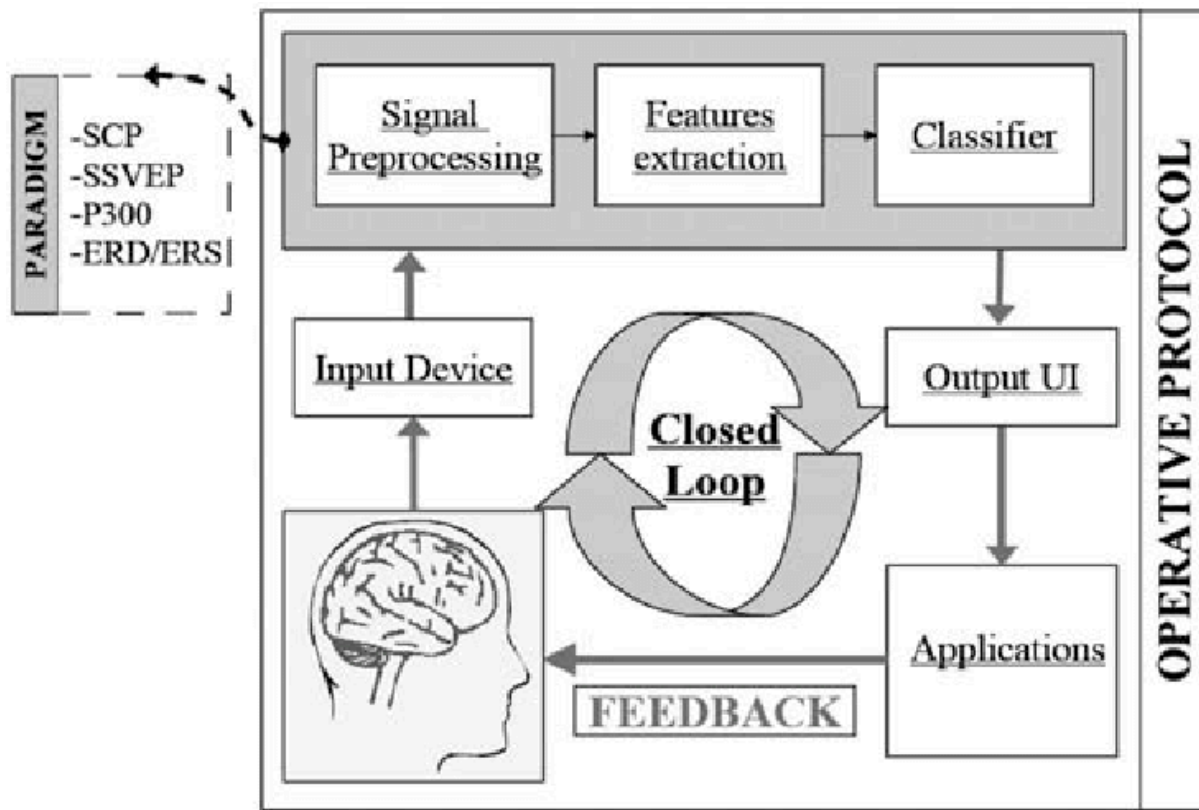 PARADIGM
-SCP
-SSVEP
-P300
-ERD/ERS
Signal
Preprocessing
Features
extraction
Classifier
Input Device
Closed
Loop
Output UI
Applications
FEEDBACK
OPERATIVE PROTOCOL